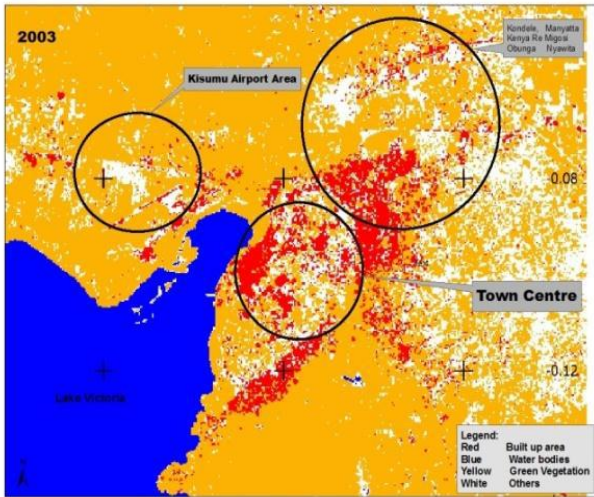 2003
Kondele, Manyatta
Kenya Re Migosi
Obunga Nyawita
Kisumu Airport Area
0.08
Town Centre
-0.12
Lake Victoria
Legend:
Red Built up area
Blue Water bodies
Yellow Green Vegetation
White Others